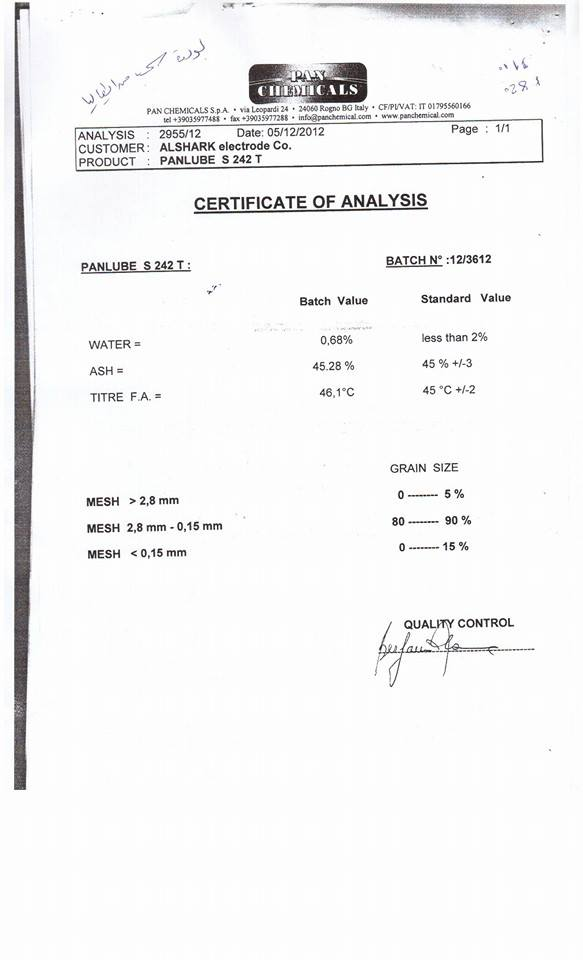 PAN
CHEMICALS
PAN CHEMICALS S.p.A. • via Leopardi 24 • 24060 Rogno BG Italy • CF/PI/VAT: IT 01795560166
tel +39035977488 • fax +39035977288 • info@panchemical.com • www.panchemical.com
ANALYSIS : 2955/12 Date: 05/12/2012 Page : 1/1
CUSTOMER : ALSHARK electrode Co.
PRODUCT : PANLUBE S 242 T
CERTIFICATE OF ANALYSIS
PANLUBE S 242 T : BATCH N° :12/3612
Batch Value Standard Value
WATER = 0,68% less than 2%
ASH = 45.28 % 45 % +/-3
TITRE F.A. = 46,1°C 45 °C +/-2
GRAIN SIZE
MESH > 2,8 mm 0 -------- 5 %
MESH 2,8 mm - 0,15 mm 80 -------- 90 %
MESH < 0,15 mm 0 -------- 15 %
QUALITY CONTROL